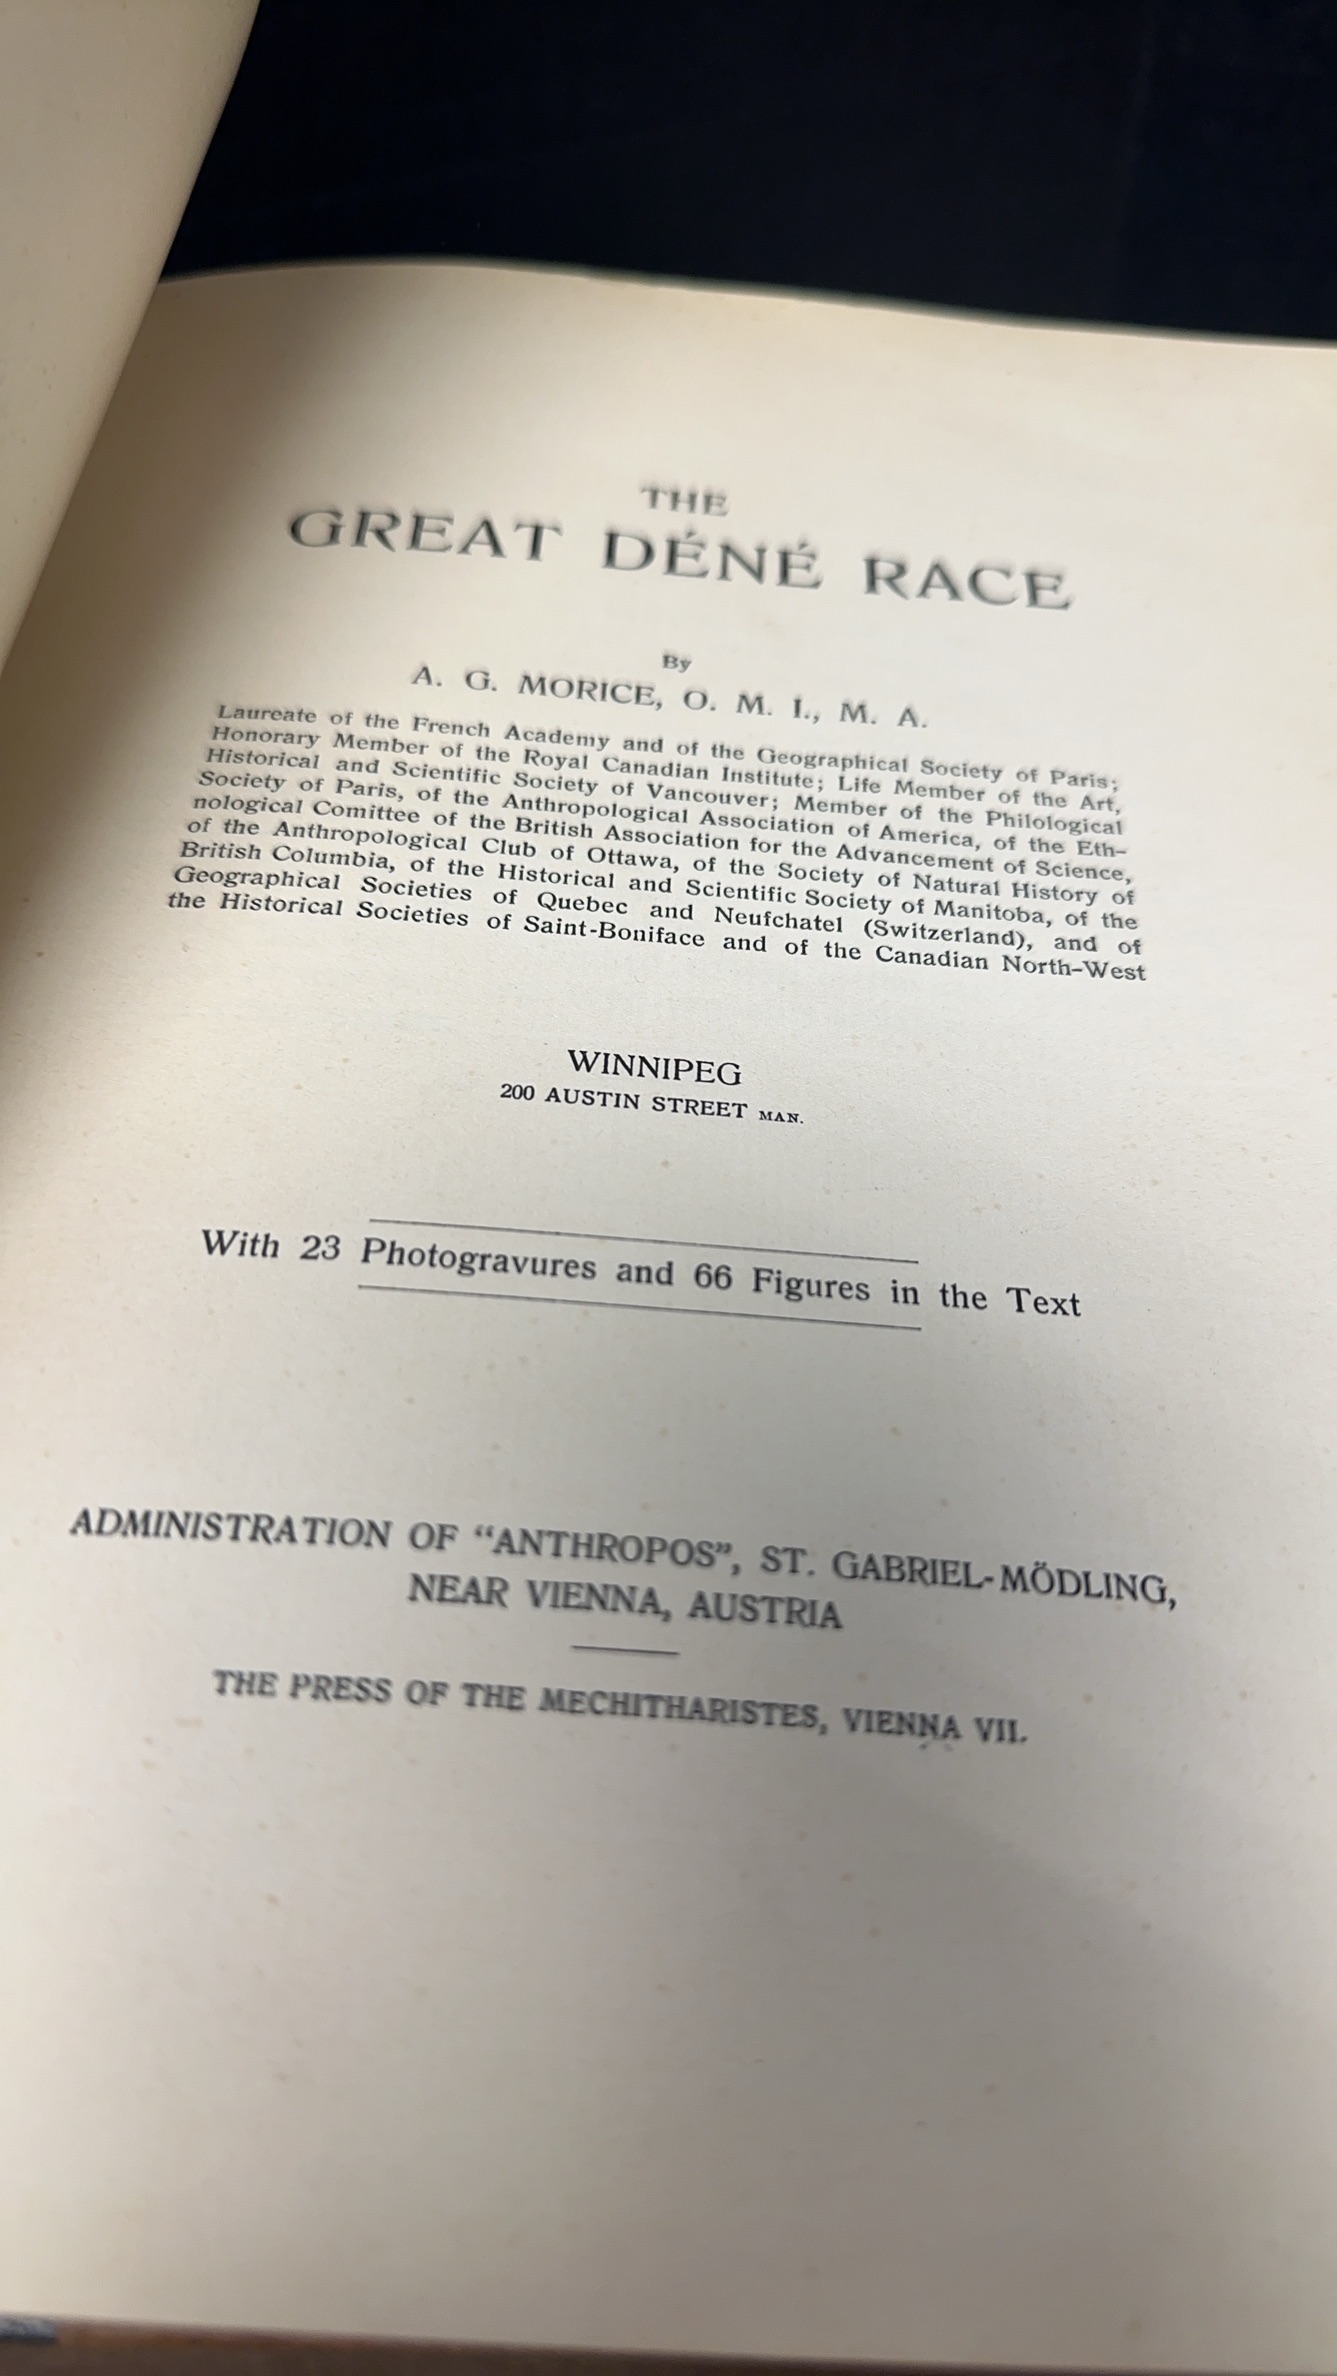 THE
GREAT DÉNÉ RACE
By
A. G. MORICE, O. M. I., M. A.
Laureate of the French Academy and of the Geographical Society of Paris;
Honorary Member of the Royal Canadian Institute; Life Member of the Art,
Historical and Scientific Society of Vancouver; Member of the Philological
Society of Paris, of the Anthropological Association of America, of the Eth-
nological Comittee of the British Association for the Advancement of Science,
of the Anthropological Club of Ottawa, of the Society of Natural History of
British Columbia, of the Historical and Scientific Society of Manitoba, of the
Geographical Societies of Quebec and Neufchatel (Switzerland), and of
the Historical Societies of Saint-Boniface and of the Canadian North-West
WINNIPEG
200 AUSTIN STREET MAN.
With 23 Photogravures and 66 Figures in the Text
ADMINISTRATION OF “ANTHROPOS”, ST. GABRIEL-MÖDLING,
NEAR VIENNA, AUSTRIA
THE PRESS OF THE MECHITHARISTES, VIENNA VII.